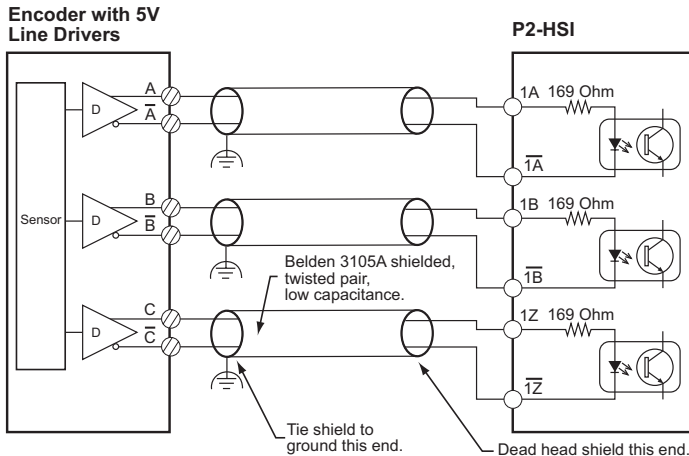 Encoder with 5V
Line Drivers
P2-HSI
Sensor
D
A
A̅
1A 169 Ohm
1A̅
D
B
B̅
1B 169 Ohm
1B̅
Belden 3105A shielded,
twisted pair,
low capacitance.
D
C
C̅
1Z 169 Ohm
1Z̅
Tie shield to
ground this end.
Dead head shield this end.